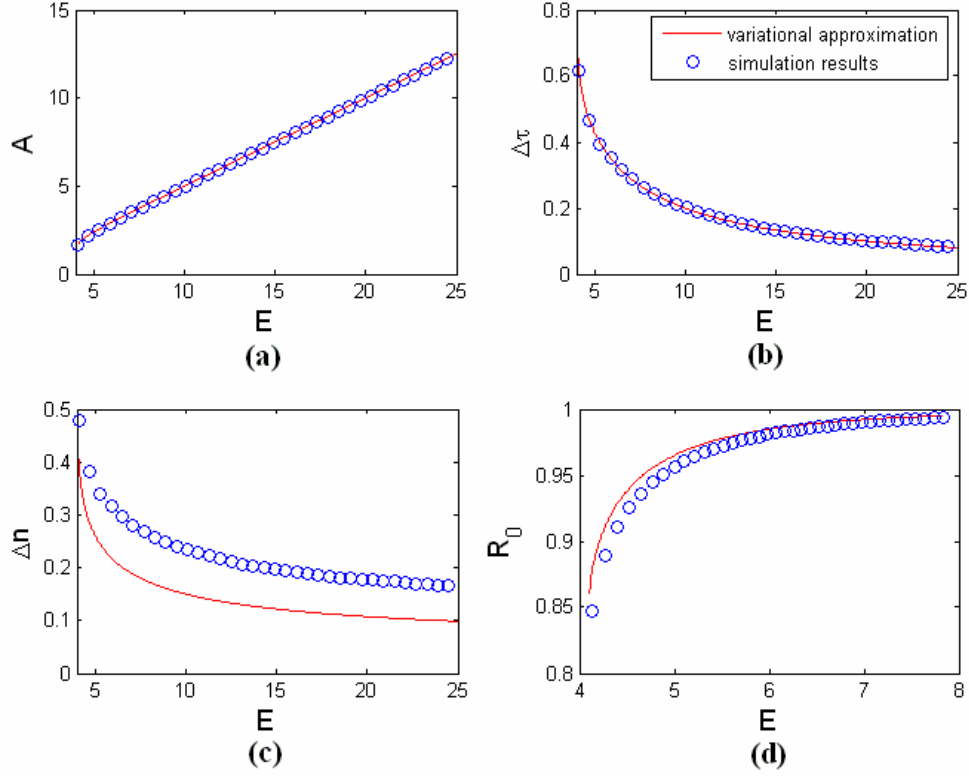 15
10
5
0
A
5
10
15
20
25
E
(a)
0.8
0.6
0.4
0.2
0
Δτ
variational approximation
simulation results
5
10
15
20
25
E
(b)
0.5
0.4
0.3
0.2
0.1
0
Δn
5
10
15
20
25
E
(c)
1
0.95
0.9
0.85
0.8
R0
4
5
6
7
8
E
(d)